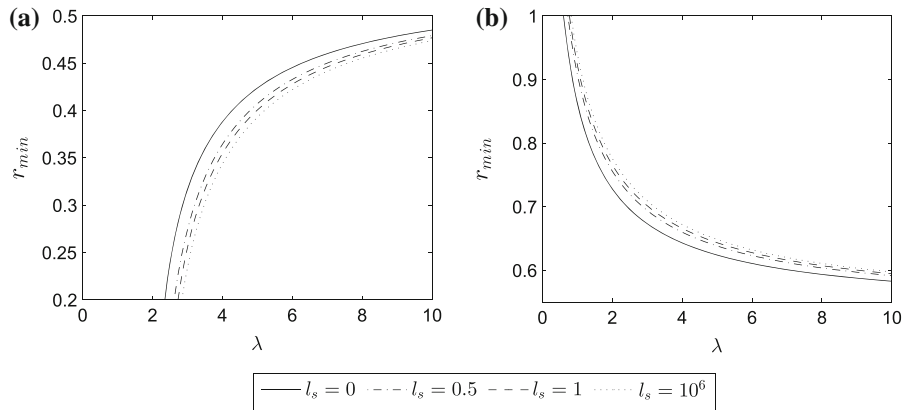 (a)
0.5
0.45
0.4
0.35
0.3
0.25
0.2
r_min
0 2 4 6 8 10
λ
(b)
1
0.9
0.8
0.7
0.6
r_min
0 2 4 6 8 10
λ
l_s = 0 l_s = 0.5 l_s = 1 l_s = 10^6